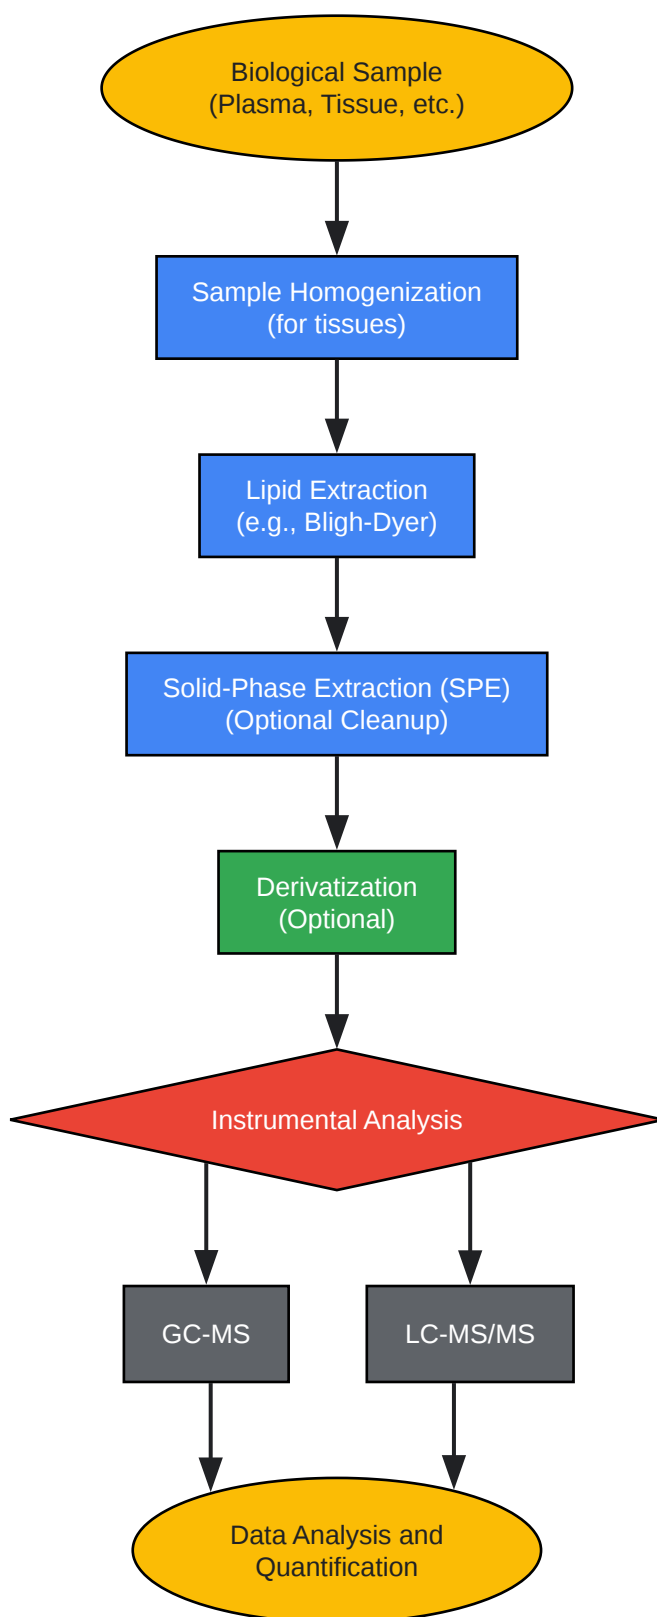 Biological Sample
(Plasma, Tissue, etc.)
Sample Homogenization
(for tissues)
Lipid Extraction
(e.g., Bligh-Dyer)
Solid-Phase Extraction (SPE)
(Optional Cleanup)
Derivatization
(Optional)
Instrumental Analysis
GC-MS
LC-MS/MS
Data Analysis and
Quantification